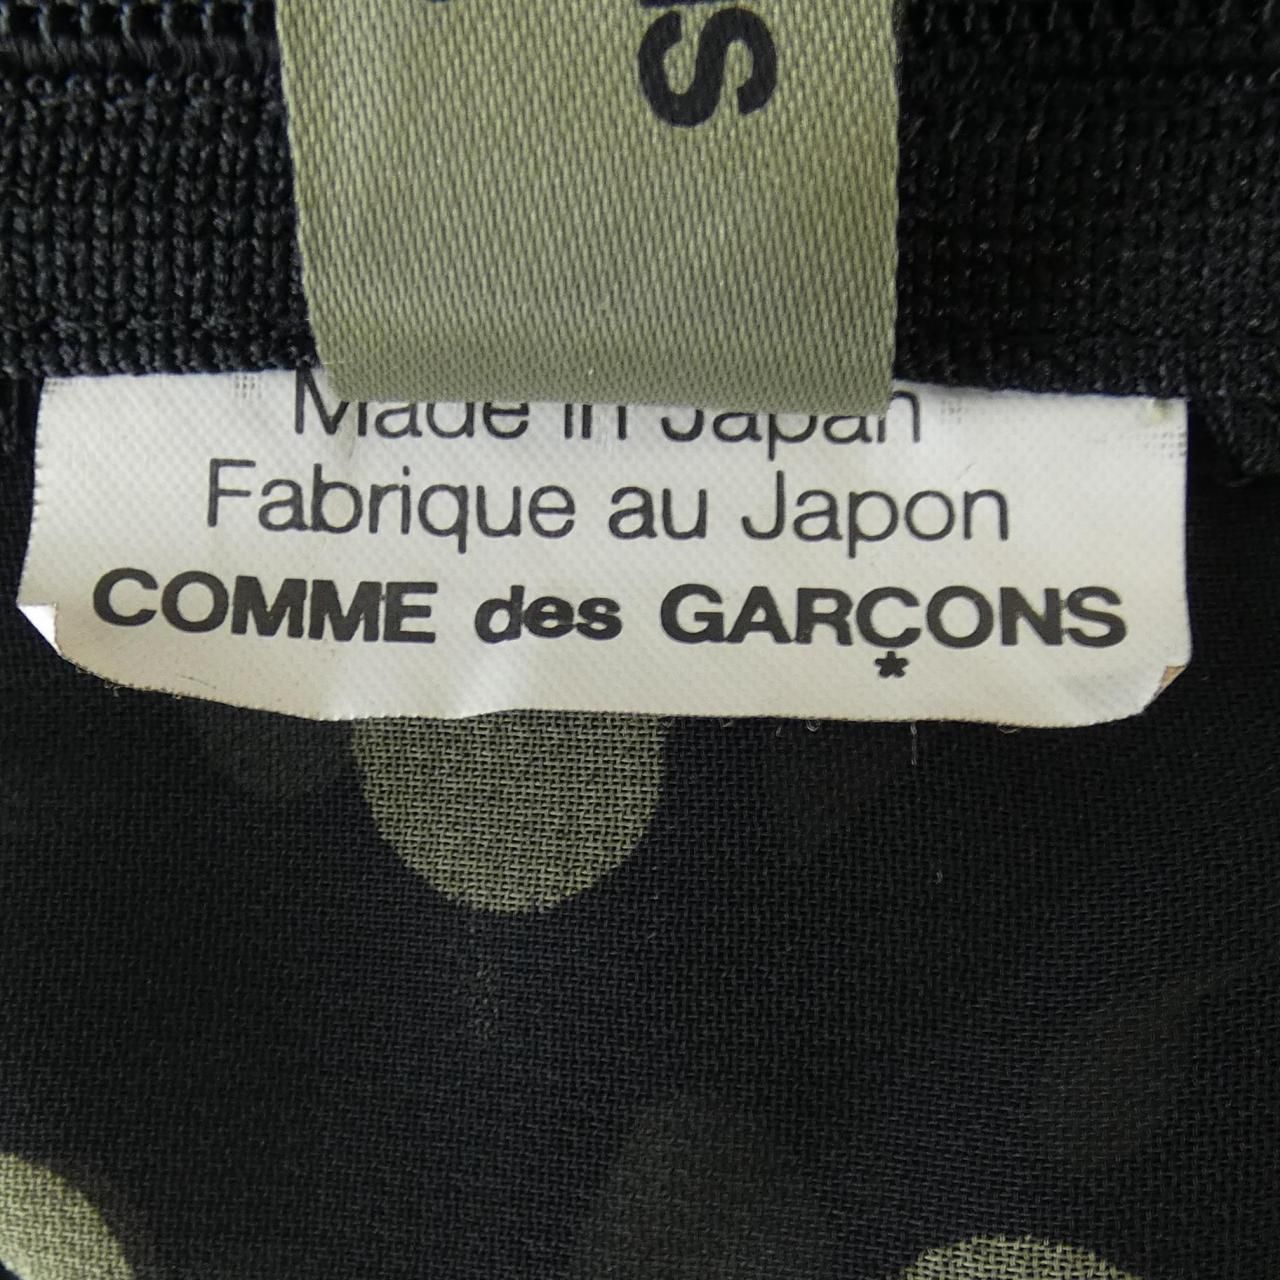 S
Made in Japan
Fabrique au Japon
COMME des GARÇONS
*